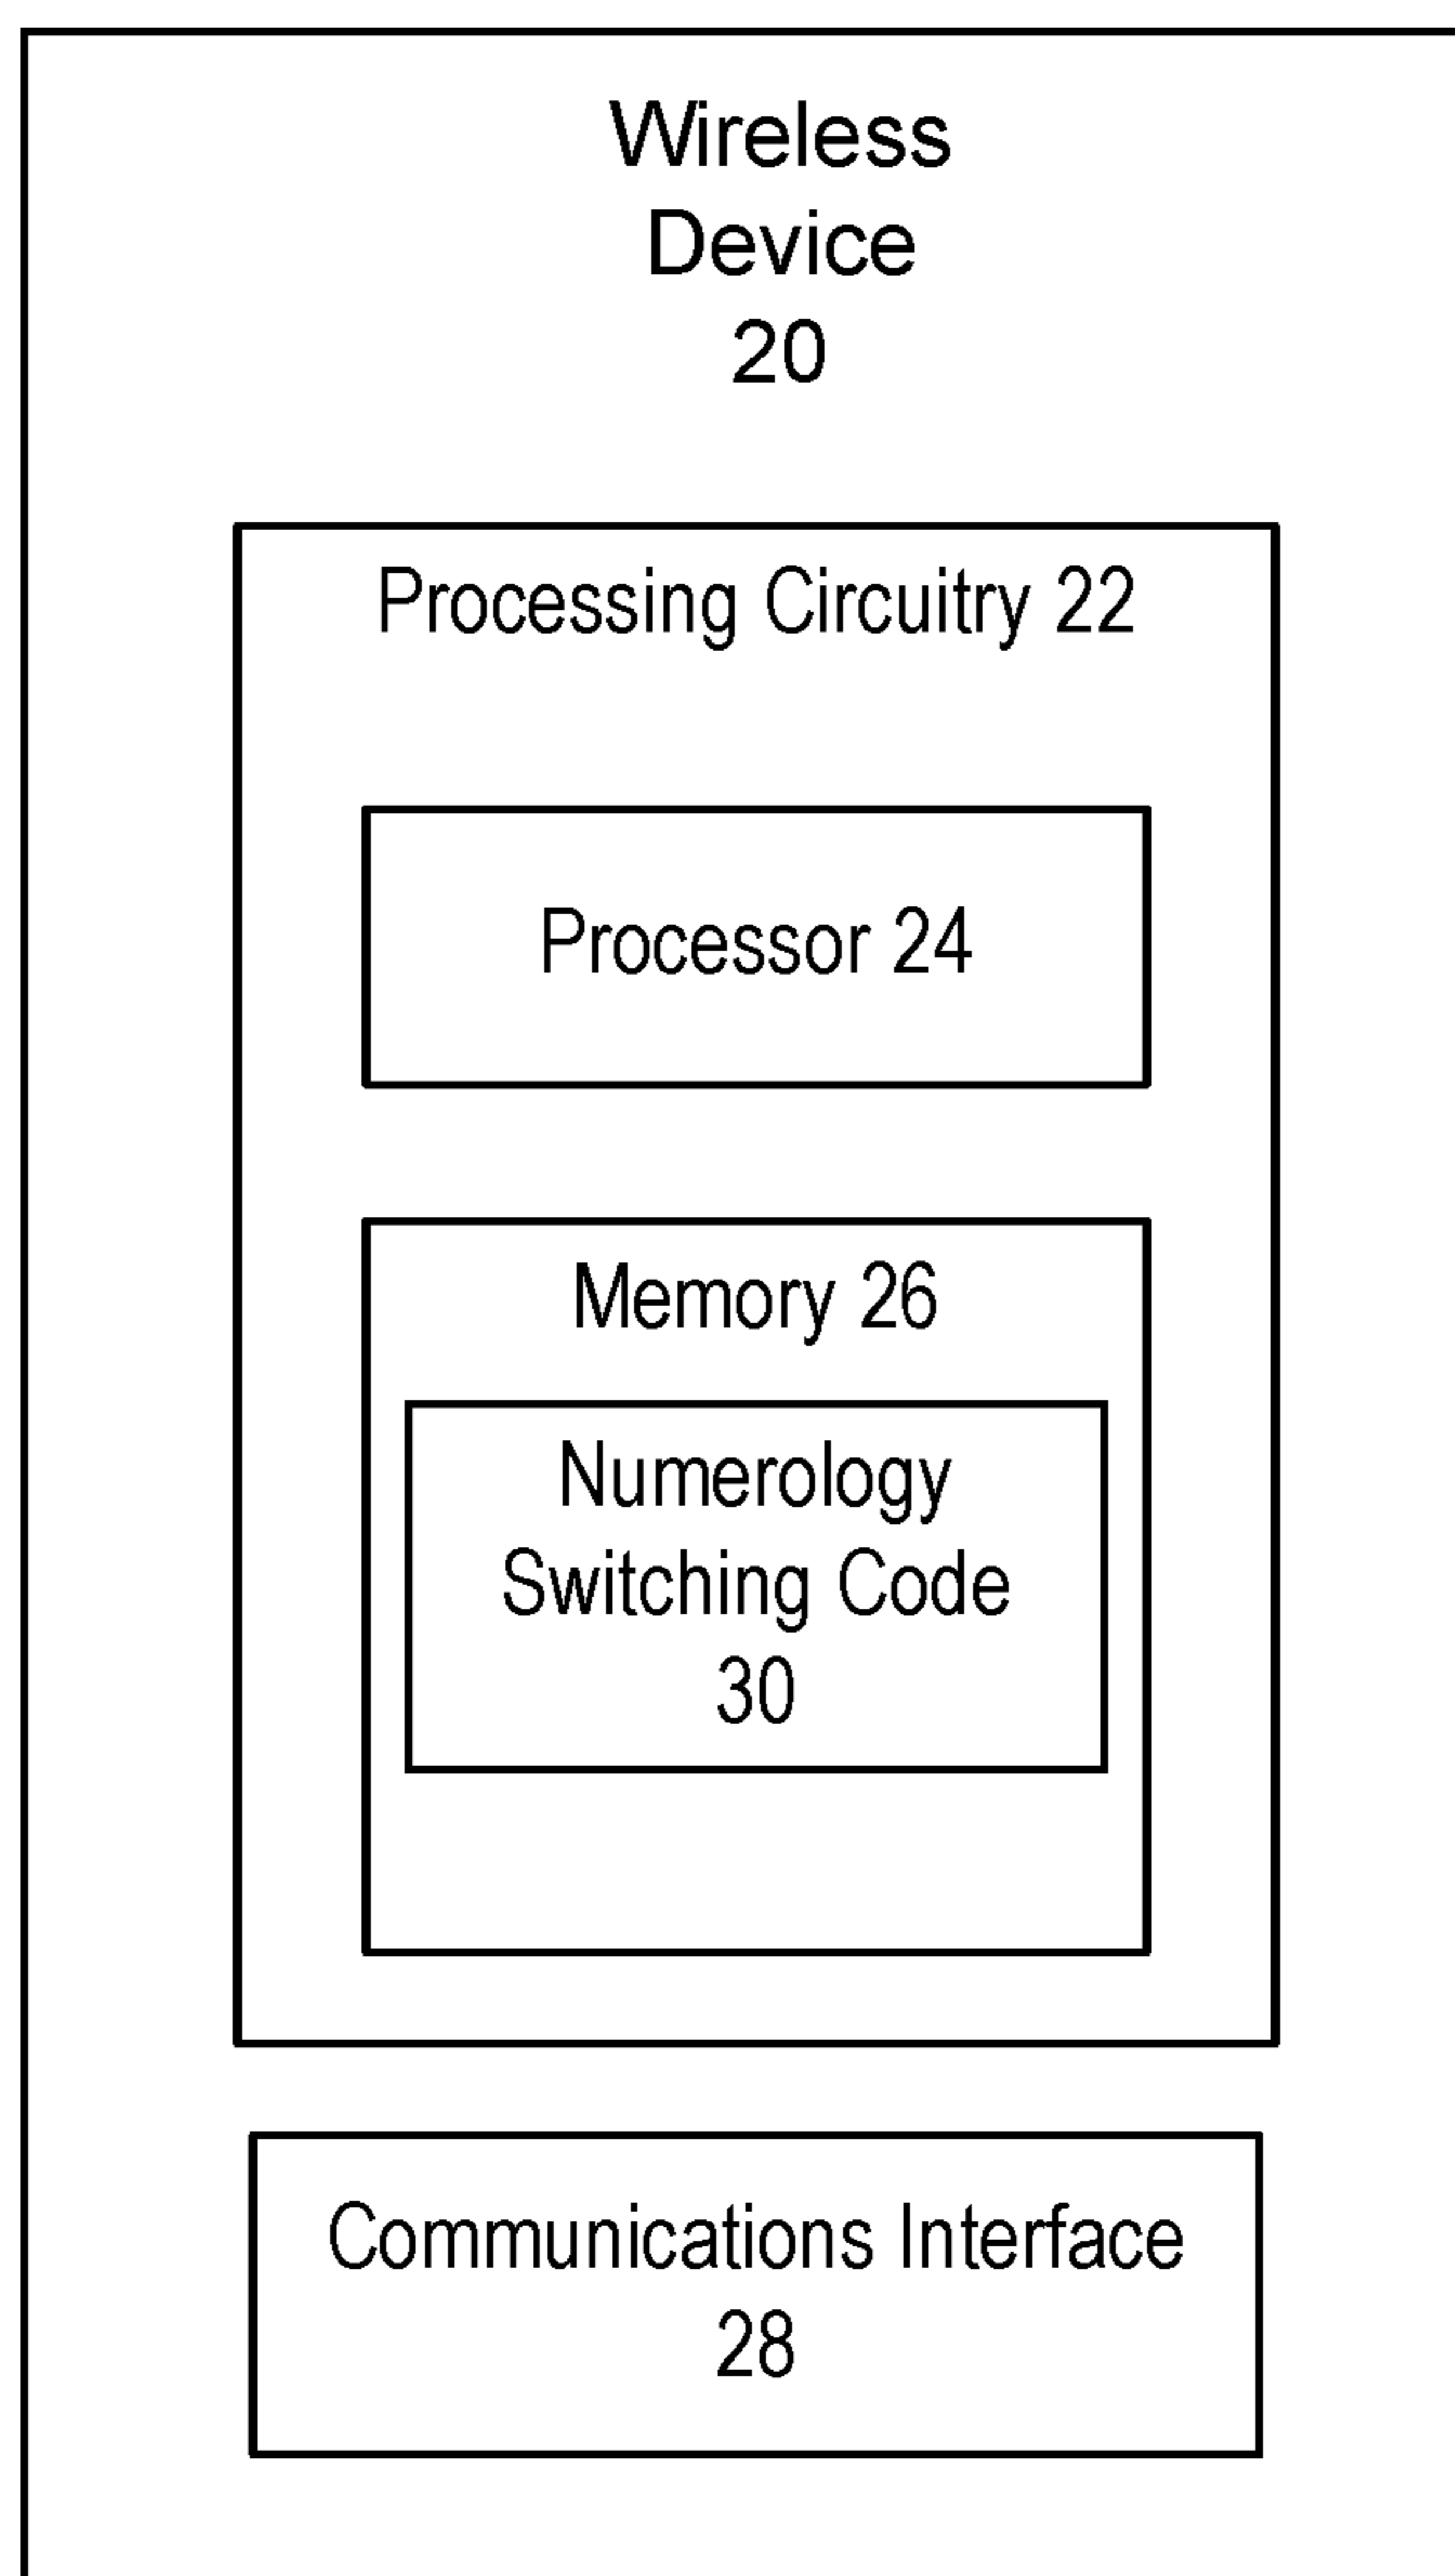 Wireless
Device
20
Processing Circuitry 22
Processor 24
Memory 26
Numerology
Switching Code
30
Communications Interface
28